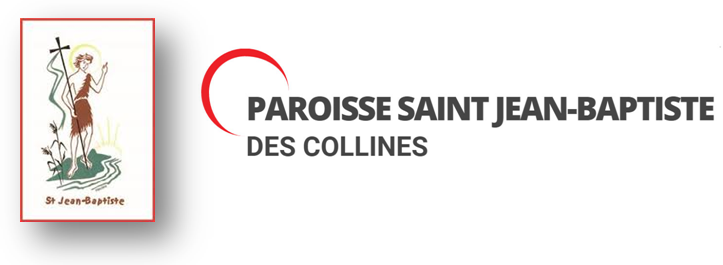 St Jean-Baptiste
PAROISSE SAINT JEAN-BAPTISTE
DES COLLINES